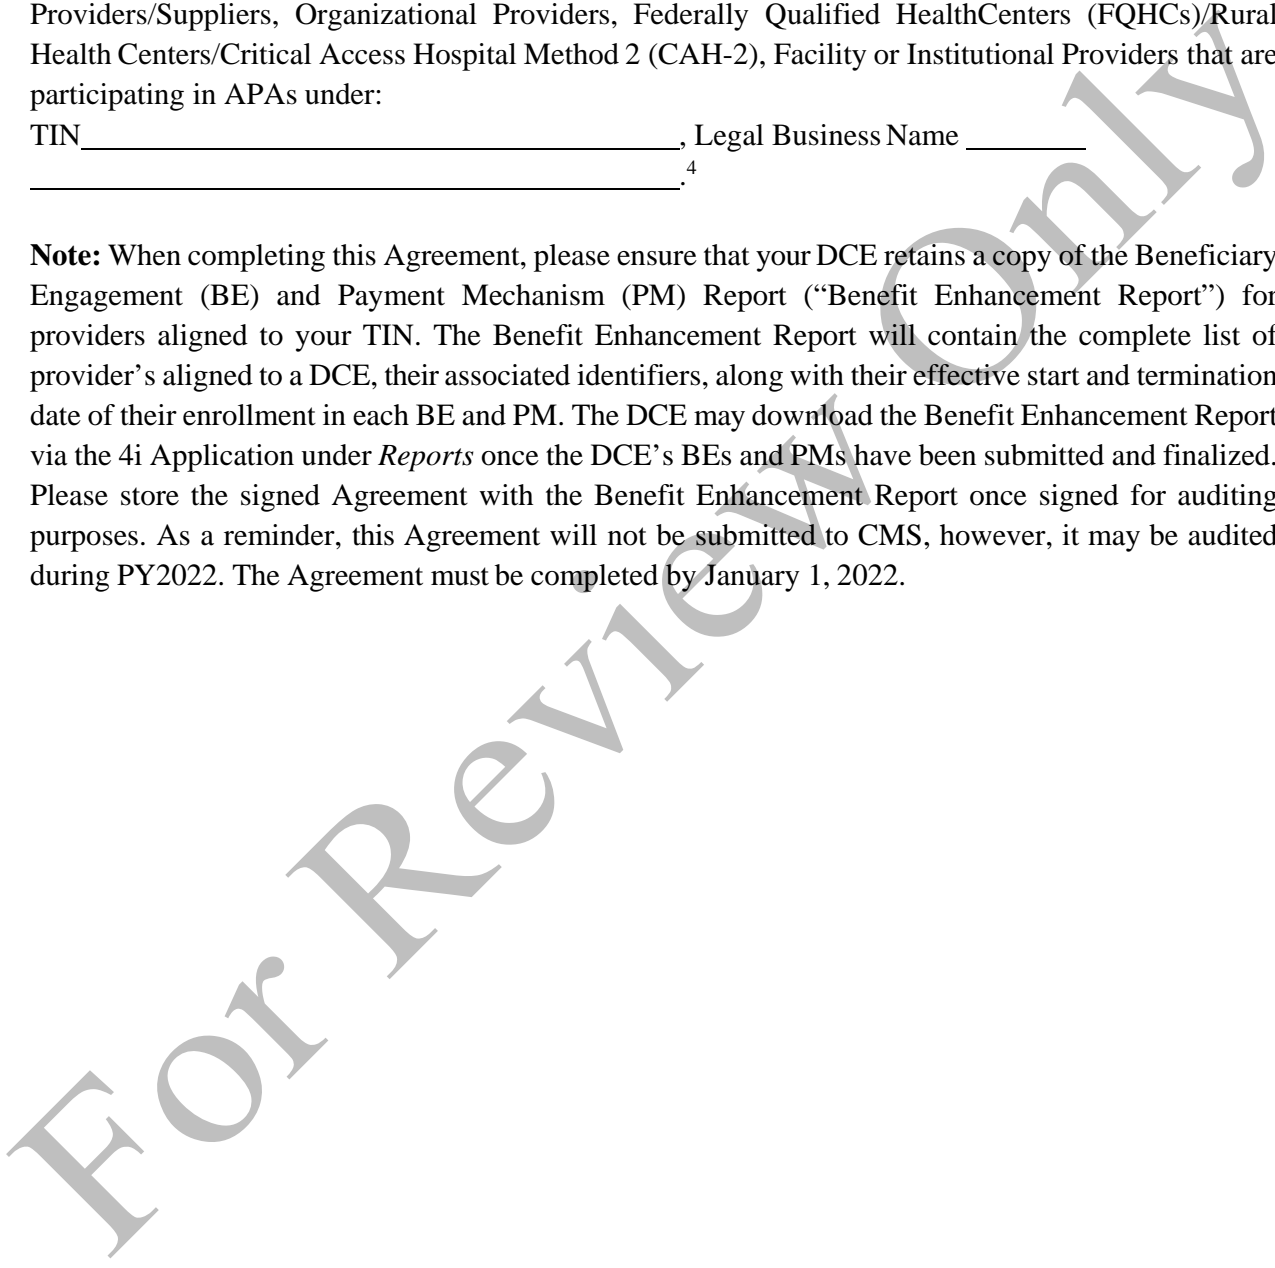 Providers/Suppliers, Organizational Providers, Federally Qualified HealthCenters (FQHCs)/Rural
Health Centers/Critical Access Hospital Method 2 (CAH-2), Facility or Institutional Providers that are
participating in APAs under:
TIN________________________________________, Legal Business Name ________
___________________________________________.4
Note: When completing this Agreement, please ensure that your DCE retains a copy of the Beneficiary
Engagement (BE) and Payment Mechanism (PM) Report (“Benefit Enhancement Report”) for
providers aligned to your TIN. The Benefit Enhancement Report will contain the complete list of
provider’s aligned to a DCE, their associated identifiers, along with their effective start and termination
date of their enrollment in each BE and PM. The DCE may download the Benefit Enhancement Report
via the 4i Application under Reports once the DCE’s BEs and PMs have been submitted and finalized.
Please store the signed Agreement with the Benefit Enhancement Report once signed for auditing
purposes. As a reminder, this Agreement will not be submitted to CMS, however, it may be audited
during PY2022. The Agreement must be completed by January 1, 2022.
For Review Only